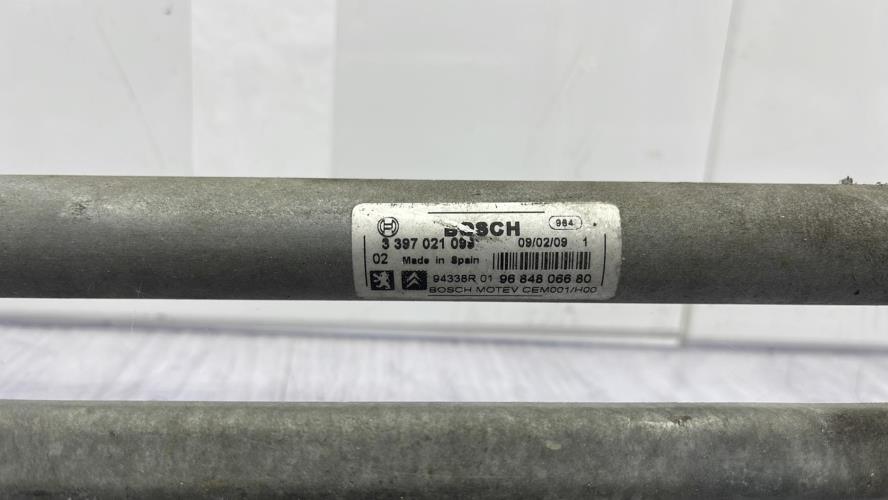 BOSCH 984
3 397 021 09 09/02/09 1
02 Made in Spain
94338R 01 96 848 066 80
BOSCH MOTEV CEM001/H00